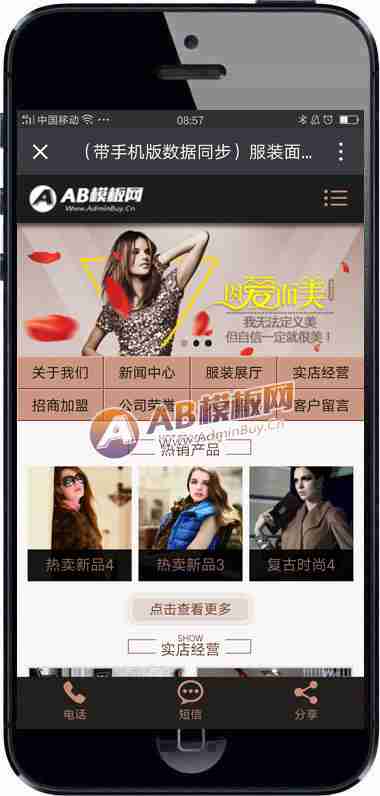 中国移动 08:57
（带手机版数据同步）服装面...
AB模板网
Www.AdminBuy.Cn
因爱而美
我无法定义美
但自信一定就很美！
关于我们 新闻中心 服装展厅 实店经营
招商加盟 公司荣誉 客户留言
AB模板网
Www.AdminBuy.Cn
热销产品
热卖新品4 热卖新品3 复古时尚4
点击查看更多
SHOW
实店经营
电话 短信 分享